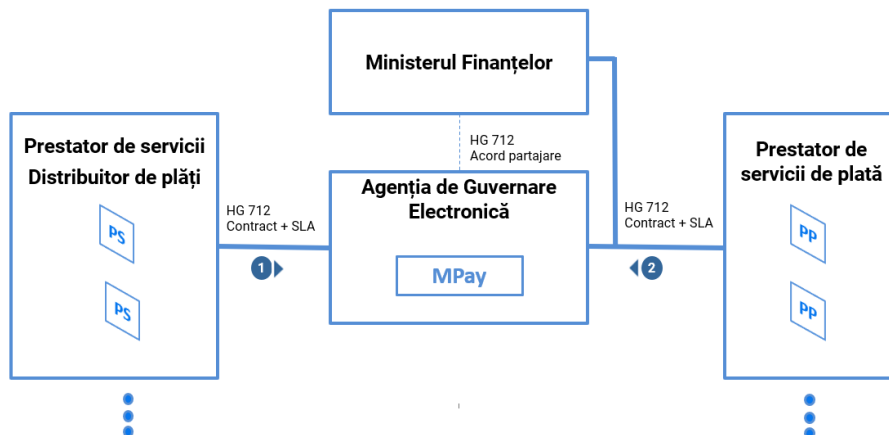 Ministerul Finanțelor
HG 712
Acord partajare
Prestator de servicii
Distribuitor de plăți
PS
PS
HG 712
Contract + SLA
1
Agenția de Guvernare
Electronică
MPay
HG 712
Contract + SLA
2
Prestator de
servicii de plată
PP
PP